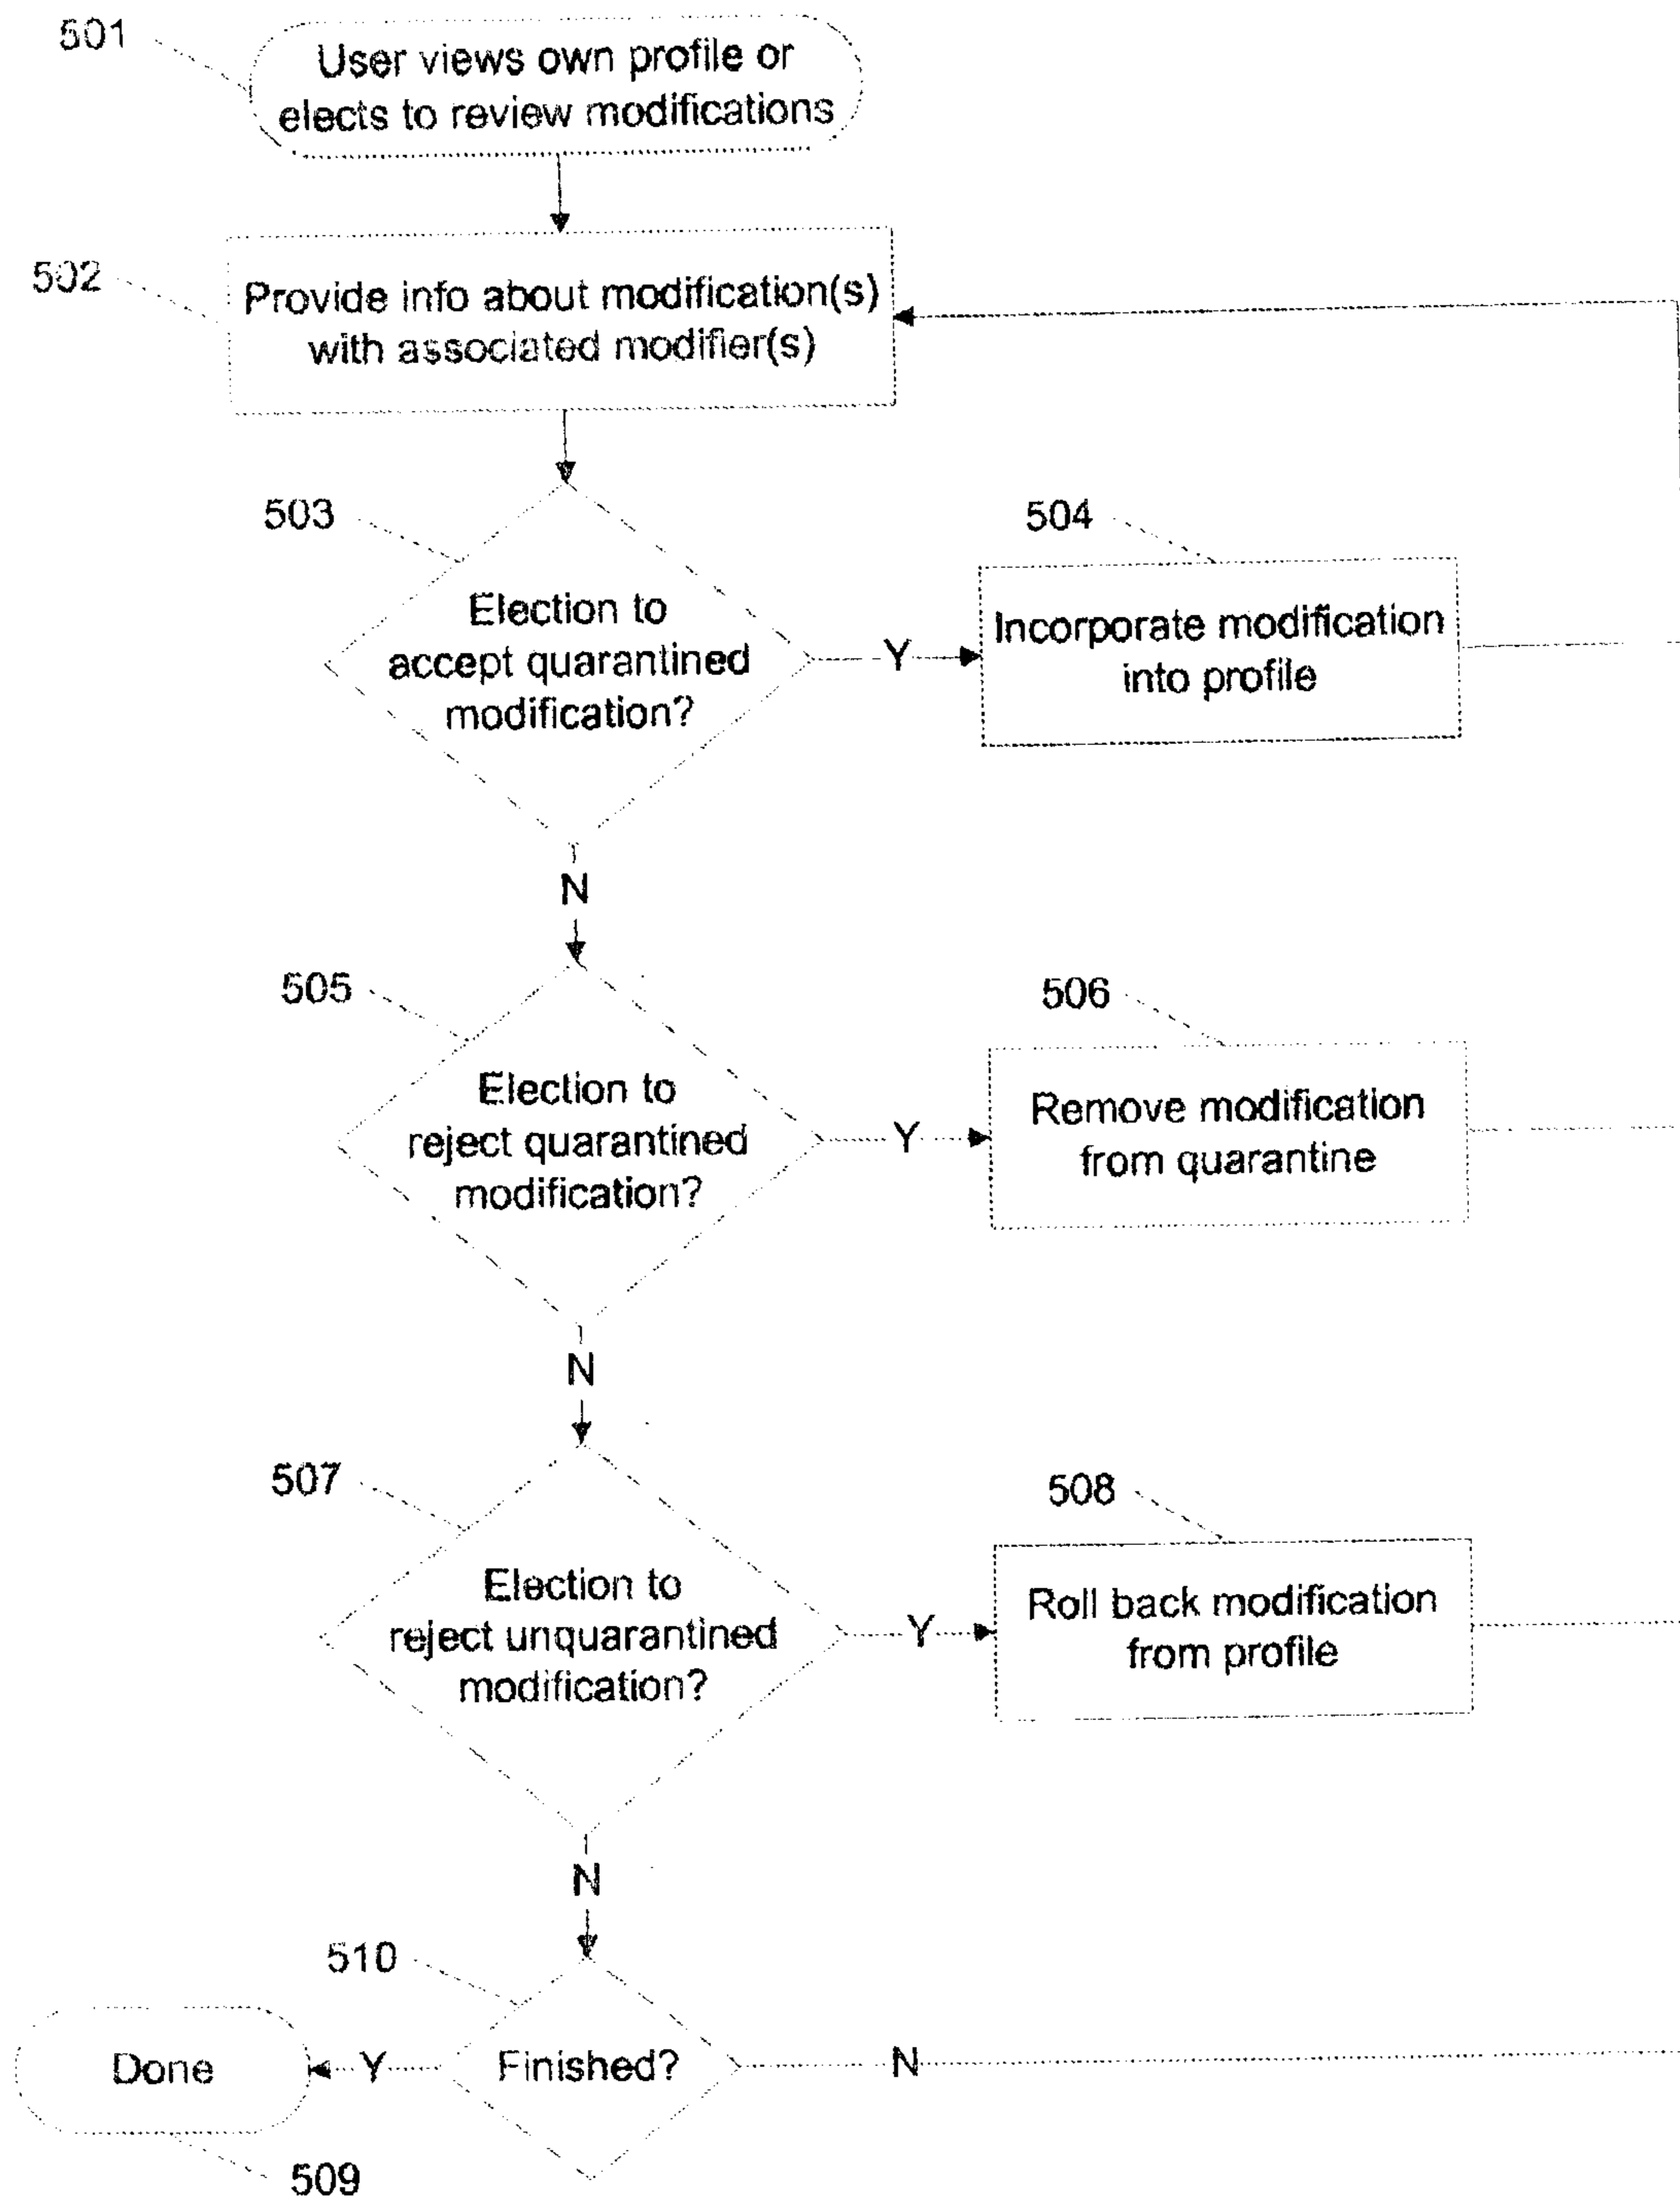 501
User views own profile or
elects to review modifications
502
Provide info about modification(s)
with associated modifier(s)
503
Election to
accept quarantined
modification?
Y
504
Incorporate modification
into profile
N
505
Election to
reject quarantined
modification?
Y
506
Remove modification
from quarantine
N
507
Election to
reject unquarantined
modification?
Y
508
Roll back modification
from profile
N
510
Finished?
Y
N
Done
509